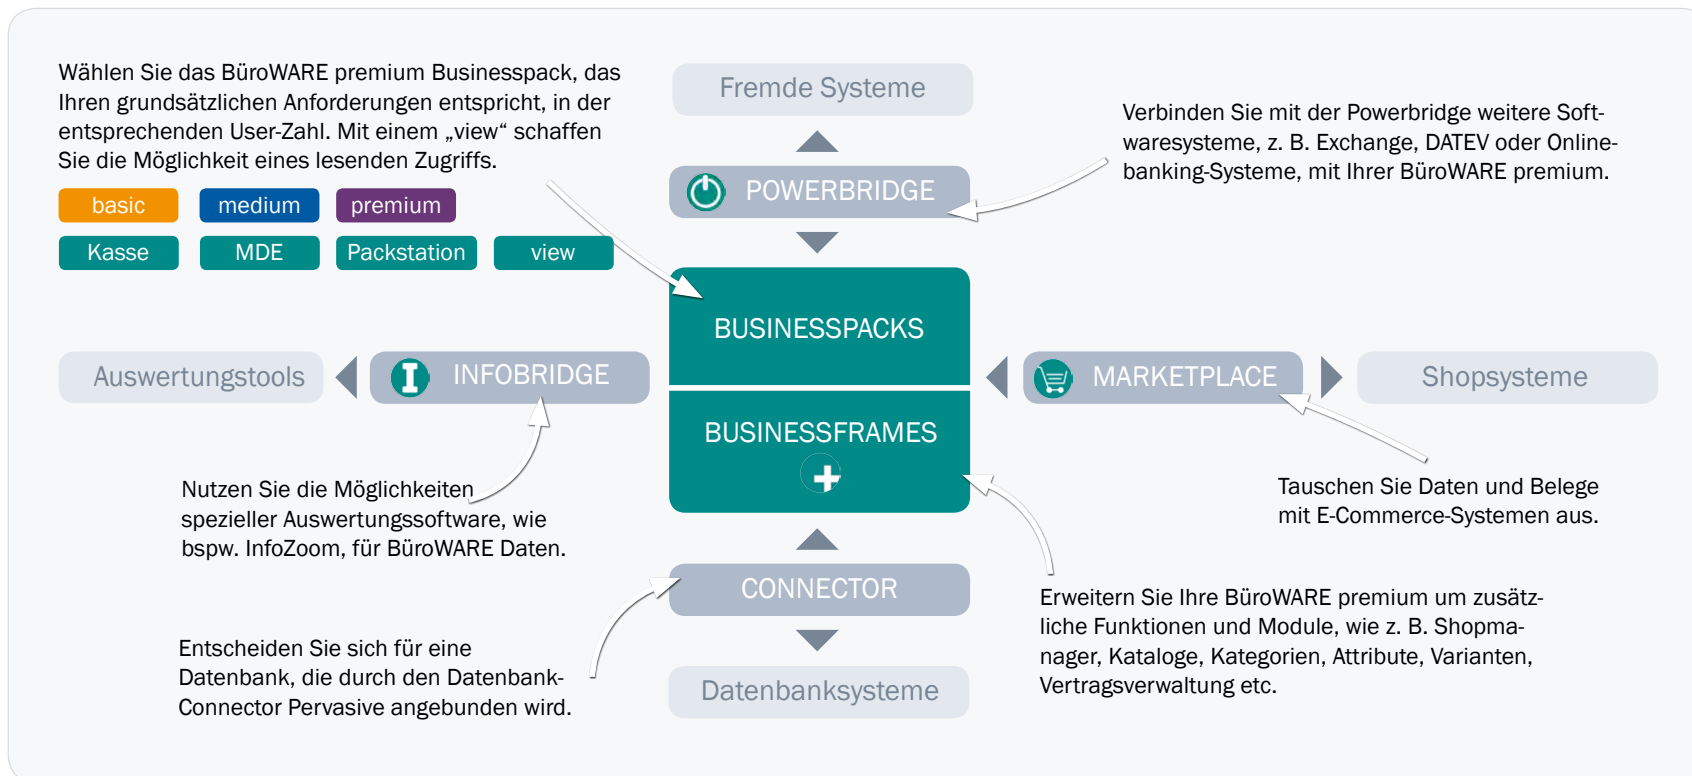 Wählen Sie das BüroWARE premium Businesspack, das
Ihren grundsätzlichen Anforderungen entspricht, in der
entsprechenden User-Zahl. Mit einem „view“ schaffen
Sie die Möglichkeit eines lesenden Zugriffs.
basic
medium
premium
Kasse
MDE
Packstation
view
Fremde Systeme
POWERBRIDGE
Verbinden Sie mit der Powerbridge weitere Soft-
waresysteme, z. B. Exchange, DATEV oder Online-
banking-Systeme, mit Ihrer BüroWARE premium.
BUSINESSPACKS
Auswertungstools
INFOBRIDGE
MARKETPLACE
Shopsysteme
BUSINESSFRAMES
Nutzen Sie die Möglichkeiten
spezieller Auswertungssoftware, wie
bspw. InfoZoom, für BüroWARE Daten.
Tauschen Sie Daten und Belege
mit E-Commerce-Systemen aus.
CONNECTOR
Erweitern Sie Ihre BüroWARE premium um zusätz-
liche Funktionen und Module, wie z. B. Shopma-
nager, Kataloge, Kategorien, Attribute, Varianten,
Vertragsverwaltung etc.
Entscheiden Sie sich für eine
Datenbank, die durch den Datenbank-
Connector Pervasive angebunden wird.
Datenbanksysteme